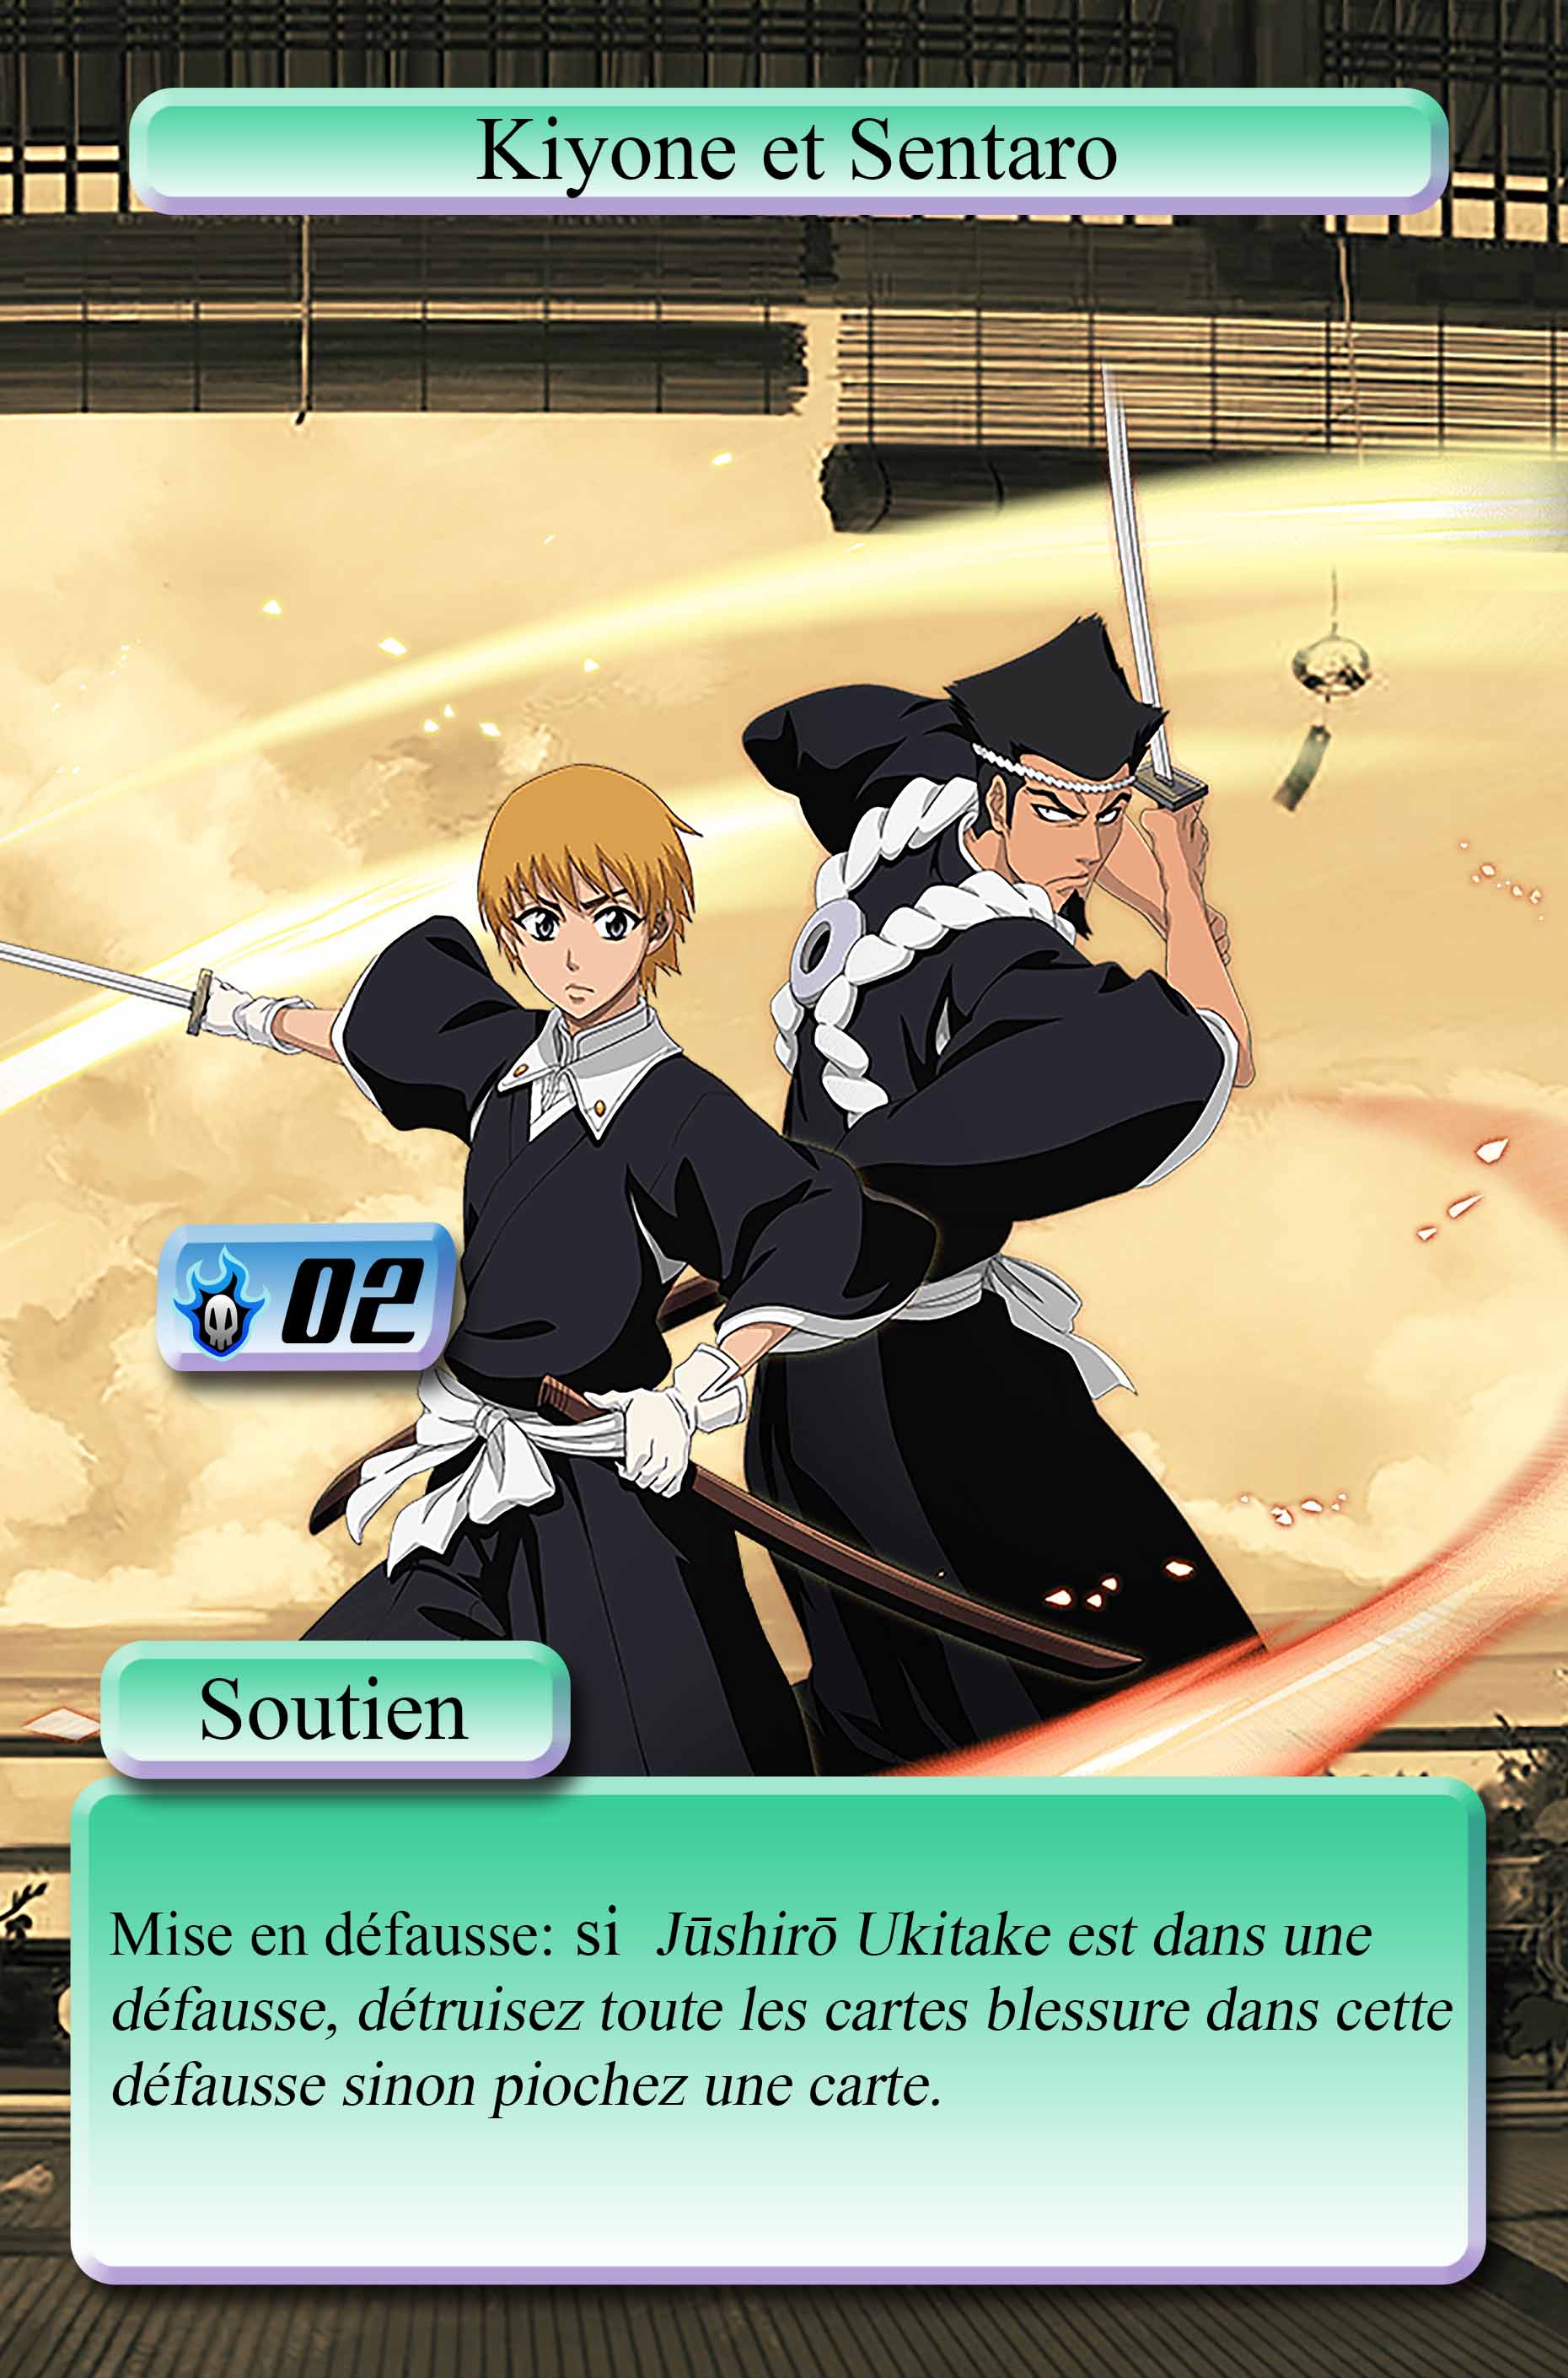 Kiyone et Sentaro
02
Soutien
Mise en défausse: si Jūshirō Ukitake est dans une
défausse, détruisez toute les cartes blessure dans cette
défausse sinon piochez une carte.